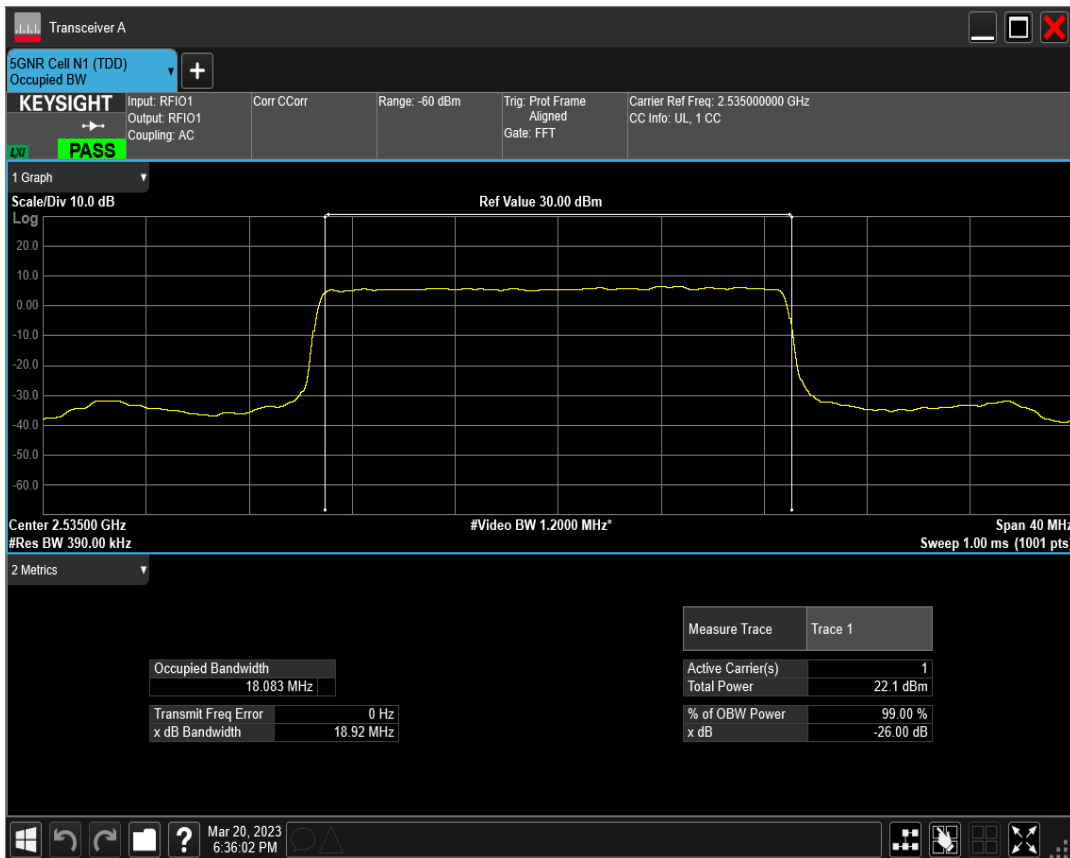 Transceiver A
5GNR Cell N1 (TDD)
Occupied BW
KEYSIGHT
LXI
PASS
Input: RFIO1
Output: RFIO1
Coupling: AC
Corr CCorr
Range: -60 dBm
Trig: Prot Frame
Aligned
Gate: FFT
Carrier Ref Freq: 2.535000000 GHz
CC Info: UL, 1 CC
1 Graph
Scale/Div 10.0 dB
Ref Value 30.00 dBm
Log
20.0
10.0
0.00
-10.0
-20.0
-30.0
-40.0
-50.0
-60.0
Center 2.53500 GHz
#Video BW 1.2000 MHz*
Span 40 MHz
#Res BW 390.00 kHz
Sweep 1.00 ms (1001 pts)
2 Metrics
Measure Trace Trace 1
Occupied Bandwidth
18.083 MHz
Active Carrier(s) 1
Total Power 22.1 dBm
Transmit Freq Error 0 Hz
x dB Bandwidth 18.92 MHz
% of OBW Power 99.00 %
x dB -26.00 dB
?
Mar 20, 2023
6:36:02 PM